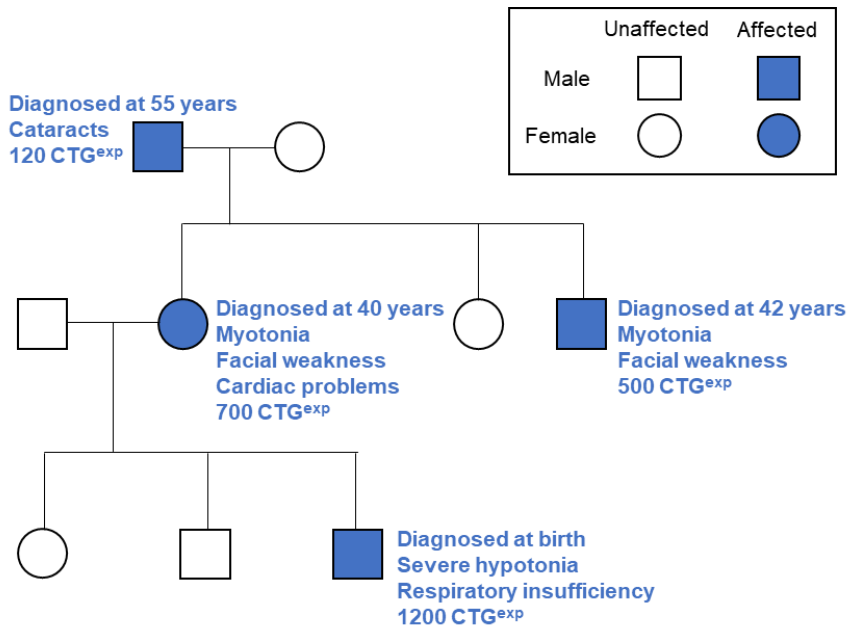 Unaffected Affected
Male
Female
Diagnosed at 55 years
Cataracts
120 CTGexp
Diagnosed at 40 years
Myotonia
Facial weakness
Cardiac problems
700 CTGexp
Diagnosed at 42 years
Myotonia
Facial weakness
500 CTGexp
Diagnosed at birth
Severe hypotonia
Respiratory insufficiency
1200 CTGexp